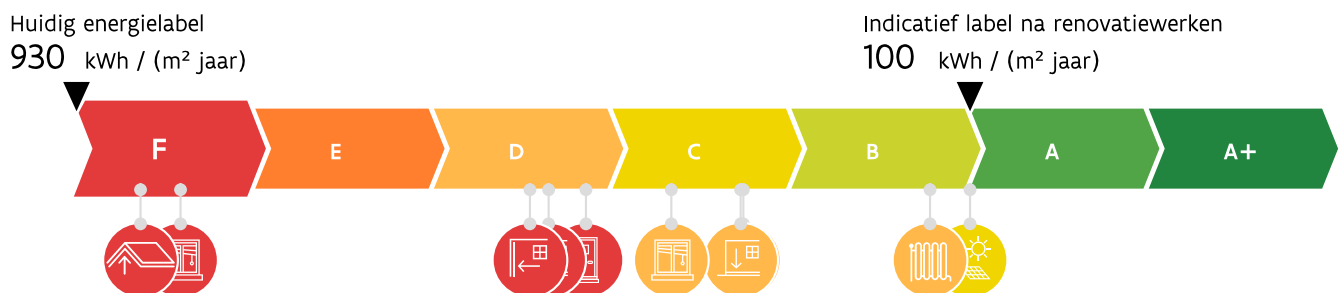 Huidig energielabel
930 kWh / (m² jaar)
Indicatief label na renovatiewerken
100 kWh / (m² jaar)
F E D C B A A+